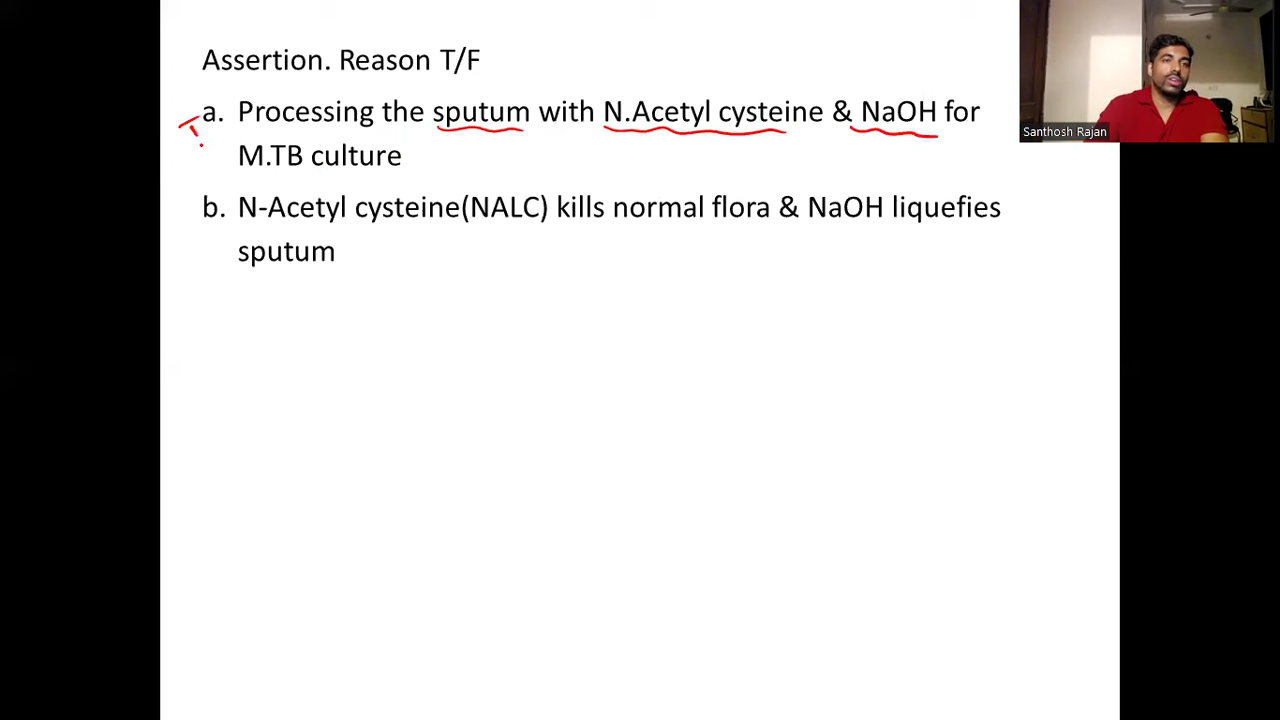 Assertion. Reason T/F
a. Processing the sputum with N.Acetyl cysteine & NaOH for
M.TB culture
b. N-Acetyl cysteine(NALC) kills normal flora & NaOH liquefies
sputum
Santhosh Rajan